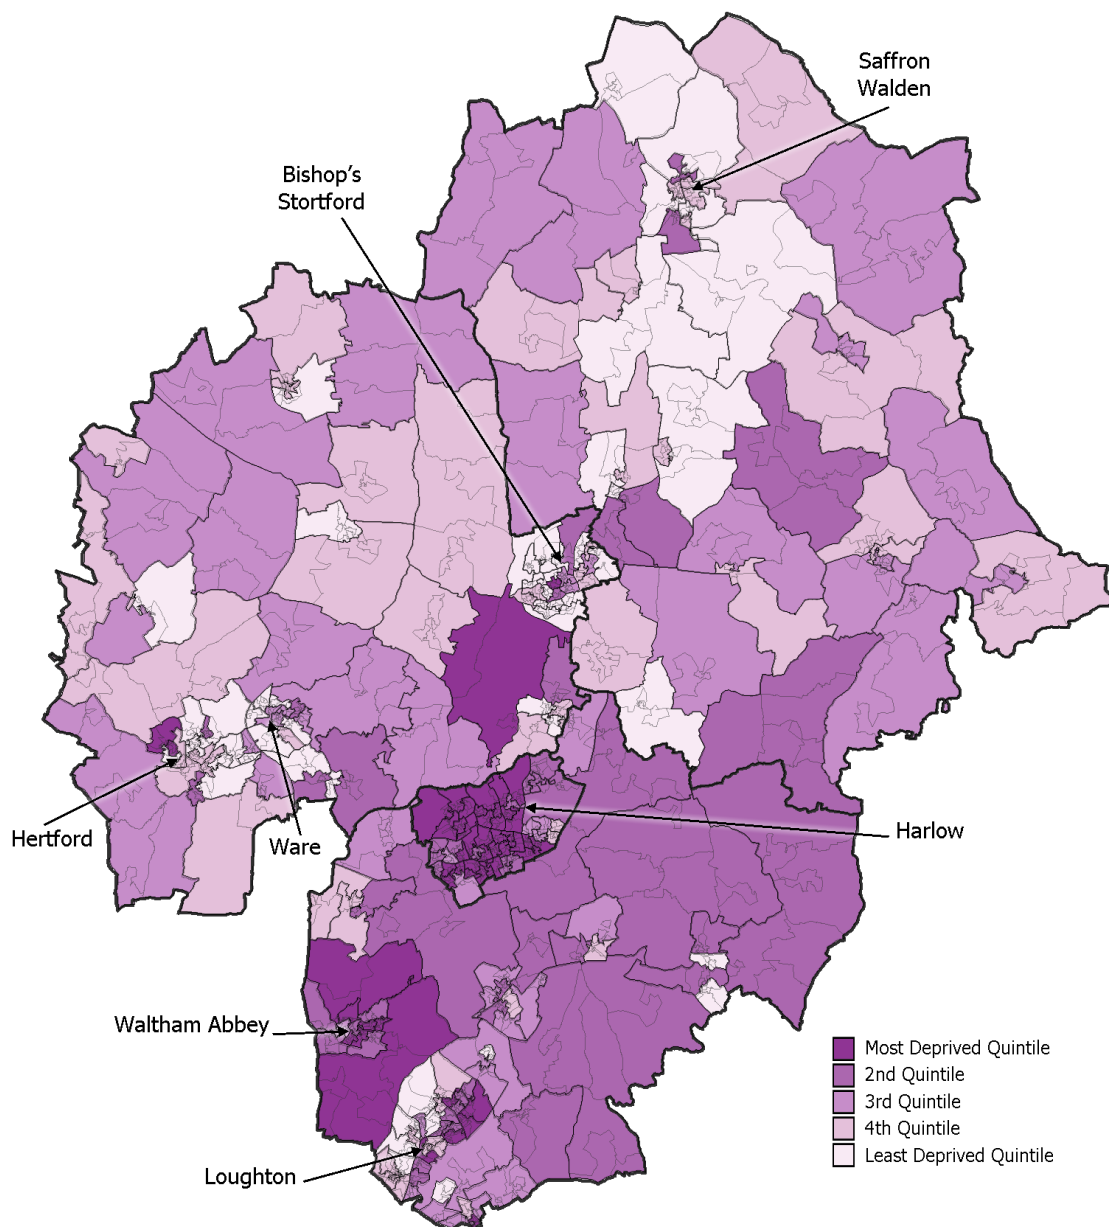 Saffron
Walden
Bishop's
Stortford
Hertford
Ware
Harlow
Waltham Abbey
Loughton
Most Deprived Quintile
2nd Quintile
3rd Quintile
4th Quintile
Least Deprived Quintile